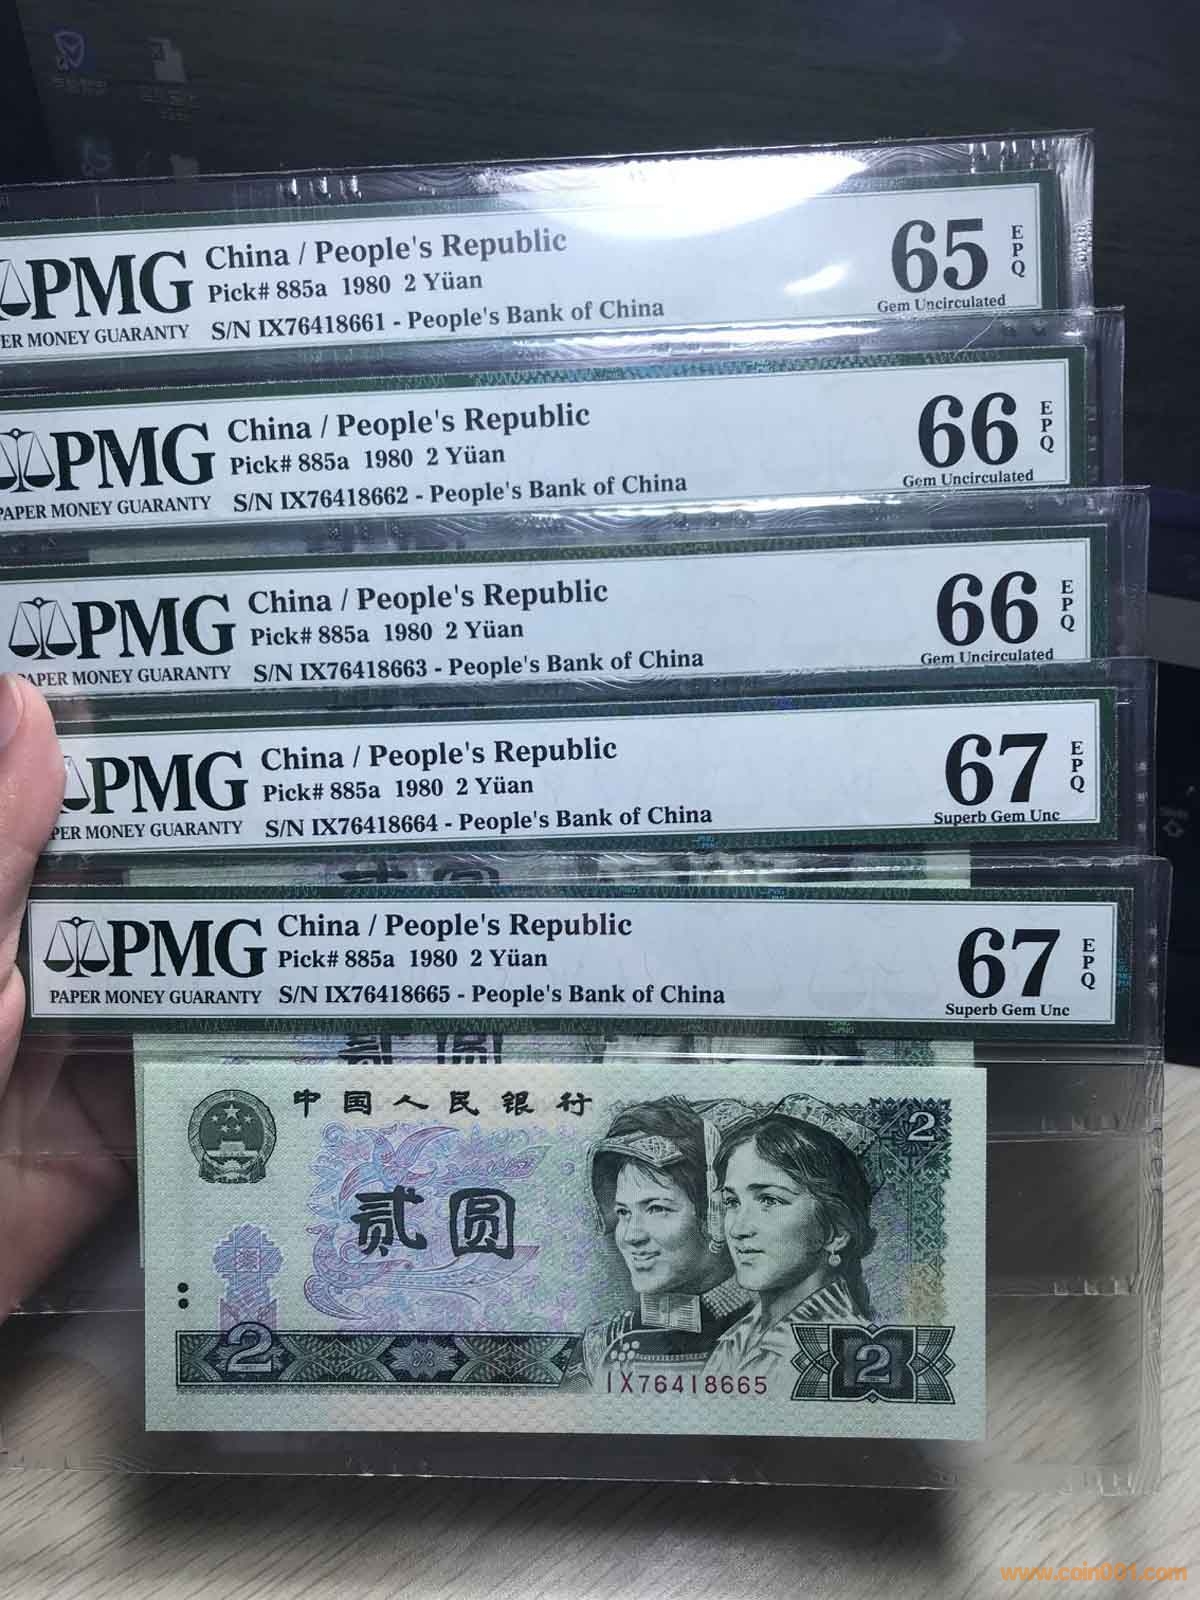 PMG
ER MONEY GUARANTY
China / People's Republic
Pick# 885a 1980 2 Yüan
S/N IX76418661 - People's Bank of China
65
EPQ
Gem Uncirculated
PMG
PAPER MONEY GUARANTY
China / People's Republic
Pick# 885a 1980 2 Yüan
S/N IX76418662 - People's Bank of China
66
EPQ
Gem Uncirculated
PMG
PAPER MONEY GUARANTY
China / People's Republic
Pick# 885a 1980 2 Yüan
S/N IX76418663 - People's Bank of China
66
EPQ
Gem Uncirculated
PMG
PER MONEY GUARANTY
China / People's Republic
Pick# 885a 1980 2 Yüan
S/N IX76418664 - People's Bank of China
67
EPQ
Superb Gem Unc
贰圆
PMG
PAPER MONEY GUARANTY
China / People's Republic
Pick# 885a 1980 2 Yüan
S/N IX76418665 - People's Bank of China
67
EPQ
Superb Gem Unc
贰圆
中国人民银行
2
贰圆
2
2
IX76418665
www.coin001.com